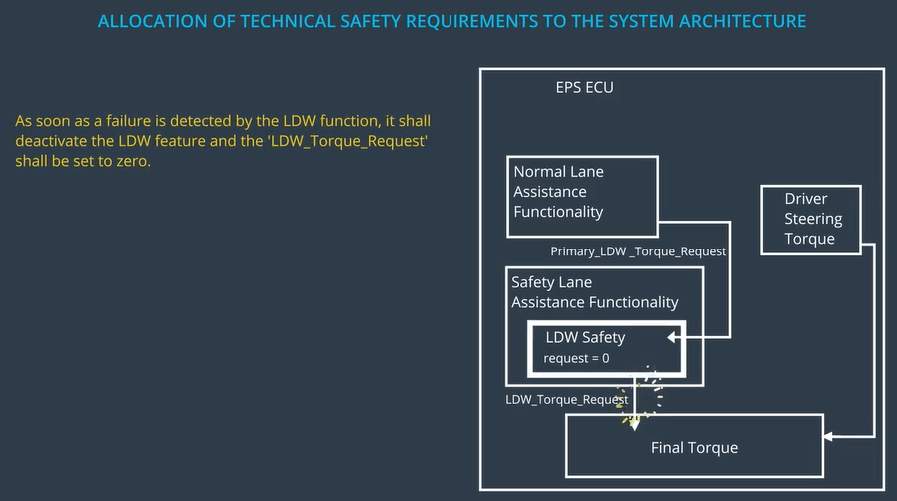 ALLOCATION OF TECHNICAL SAFETY REQUIREMENTS TO THE SYSTEM ARCHITECTURE
As soon as a failure is detected by the LDW function, it shall
deactivate the LDW feature and the 'LDW_Torque_Request'
shall be set to zero.
EPS ECU
Normal Lane
Assistance
Functionality
Driver
Steering
Torque
Primary_LDW _Torque_Request
Safety Lane
Assistance Functionality
LDW Safety
request = 0
LDW_Torque_Request
Final Torque